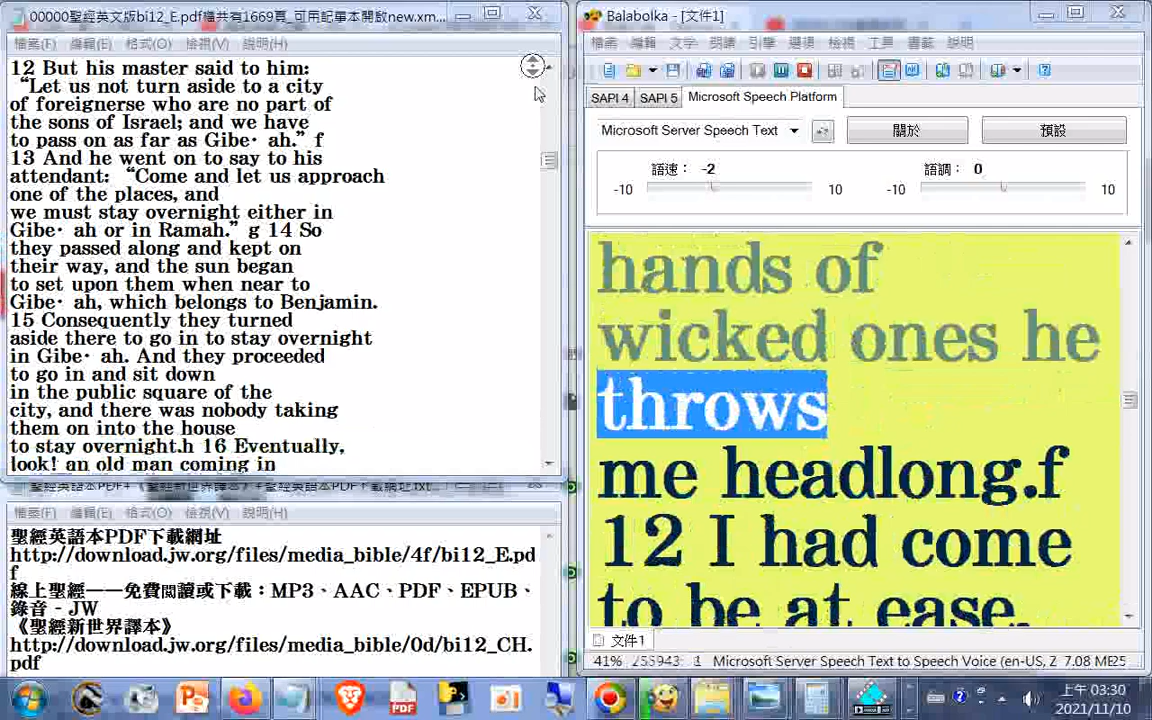 00000聖經英文版bi12_E.pdf檔共有1669頁_可用記事本開啟new.xm...
檔案(F) 編輯(E) 格式(O) 檢視(V) 說明(H)
12 But his master said to him:
“Let us not turn aside to a city
of foreignerse who are no part of
the sons of Israel; and we have
to pass on as far as Gibe· ah.” f
13 And he went on to say to his
attendant: “Come and let us approach
one of the places, and
we must stay overnight either in
Gibe· ah or in Ramah.” g 14 So
they passed along and kept on
their way, and the sun began
to set upon them when near to
Gibe· ah, which belongs to Benjamin.
15 Consequently they turned
aside there to go in to stay overnight
in Gibe· ah. And they proceeded
to go in and sit down
in the public square of the
city, and there was nobody taking
them on into the house
to stay overnight.h 16 Eventually,
look! an old man coming in
檔案(F) 編輯(E) 格式(O) 檢視(V) 說明(H)
聖經英語本PDF下載網址
http://download.jw.org/files/media_bible/4f/bi12_E.pd
f
線上聖經——免費閱讀或下載：MP3、AAC、PDF、EPUB、
錄音 - JW
《聖經新世界譯本》
http://download.jw.org/files/media_bible/0d/bi12_CH.
pdf
Balabolka - [文件1]
檔案 編輯 文字 朗讀 引擎 選項 檢視 工具 書籤 說明
SAPI 4 SAPI 5 Microsoft Speech Platform
Microsoft Server Speech Text 關於 預設
語速： -2 語調： 0
-10 10 -10 10
hands of
wicked ones he
throws
me headlong.f
12 I had come
to be at ease,
文件1
41% 255943: 1 Microsoft Server Speech Text to Speech Voice (en-US, Z 7.08 ME25
PDF
上午 03:30
2021/11/10